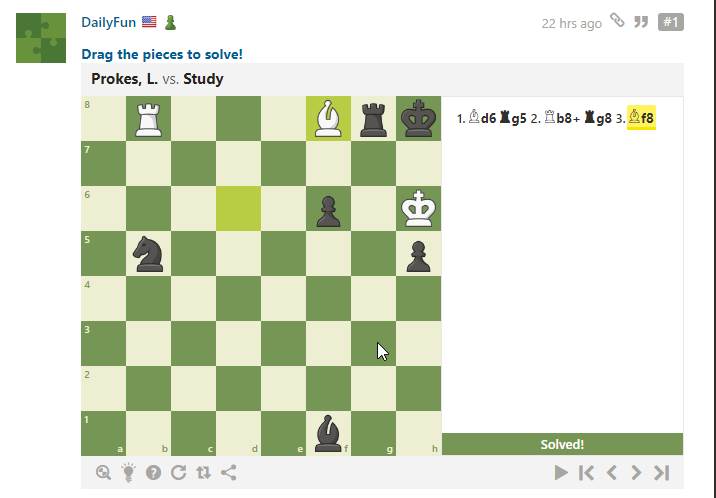 DailyFun
22 hrs ago
#1
Drag the pieces to solve!
Prokes, L. vs. Study
8
7
6
5
4
3
2
1
a b c d e f g h
1. ♗d6 ♜g5 2. ♖b8+ ♜g8 3. ♗f8
Solved!